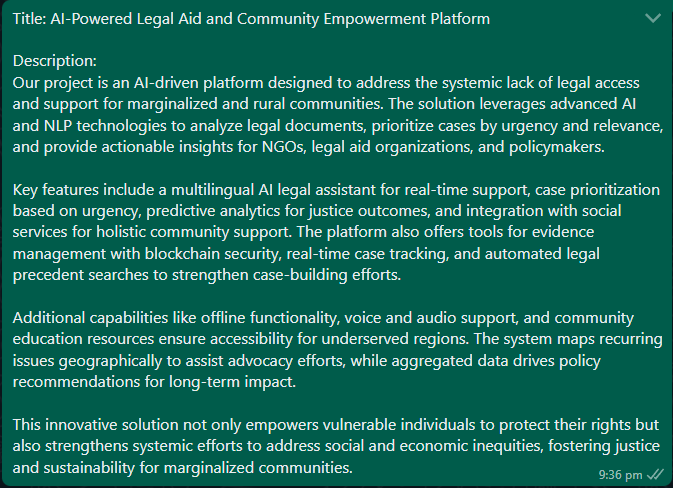 Title: AI-Powered Legal Aid and Community Empowerment Platform
Description:
Our project is an AI-driven platform designed to address the systemic lack of legal access
and support for marginalized and rural communities. The solution leverages advanced AI
and NLP technologies to analyze legal documents, prioritize cases by urgency and relevance,
and provide actionable insights for NGOs, legal aid organizations, and policymakers.
Key features include a multilingual AI legal assistant for real-time support, case prioritization
based on urgency, predictive analytics for justice outcomes, and integration with social
services for holistic community support. The platform also offers tools for evidence
management with blockchain security, real-time case tracking, and automated legal
precedent searches to strengthen case-building efforts.
Additional capabilities like offline functionality, voice and audio support, and community
education resources ensure accessibility for underserved regions. The system maps recurring
issues geographically to assist advocacy efforts, while aggregated data drives policy
recommendations for long-term impact.
This innovative solution not only empowers vulnerable individuals to protect their rights but
also strengthens systemic efforts to address social and economic inequities, fostering justice
and sustainability for marginalized communities.
9:36 pm